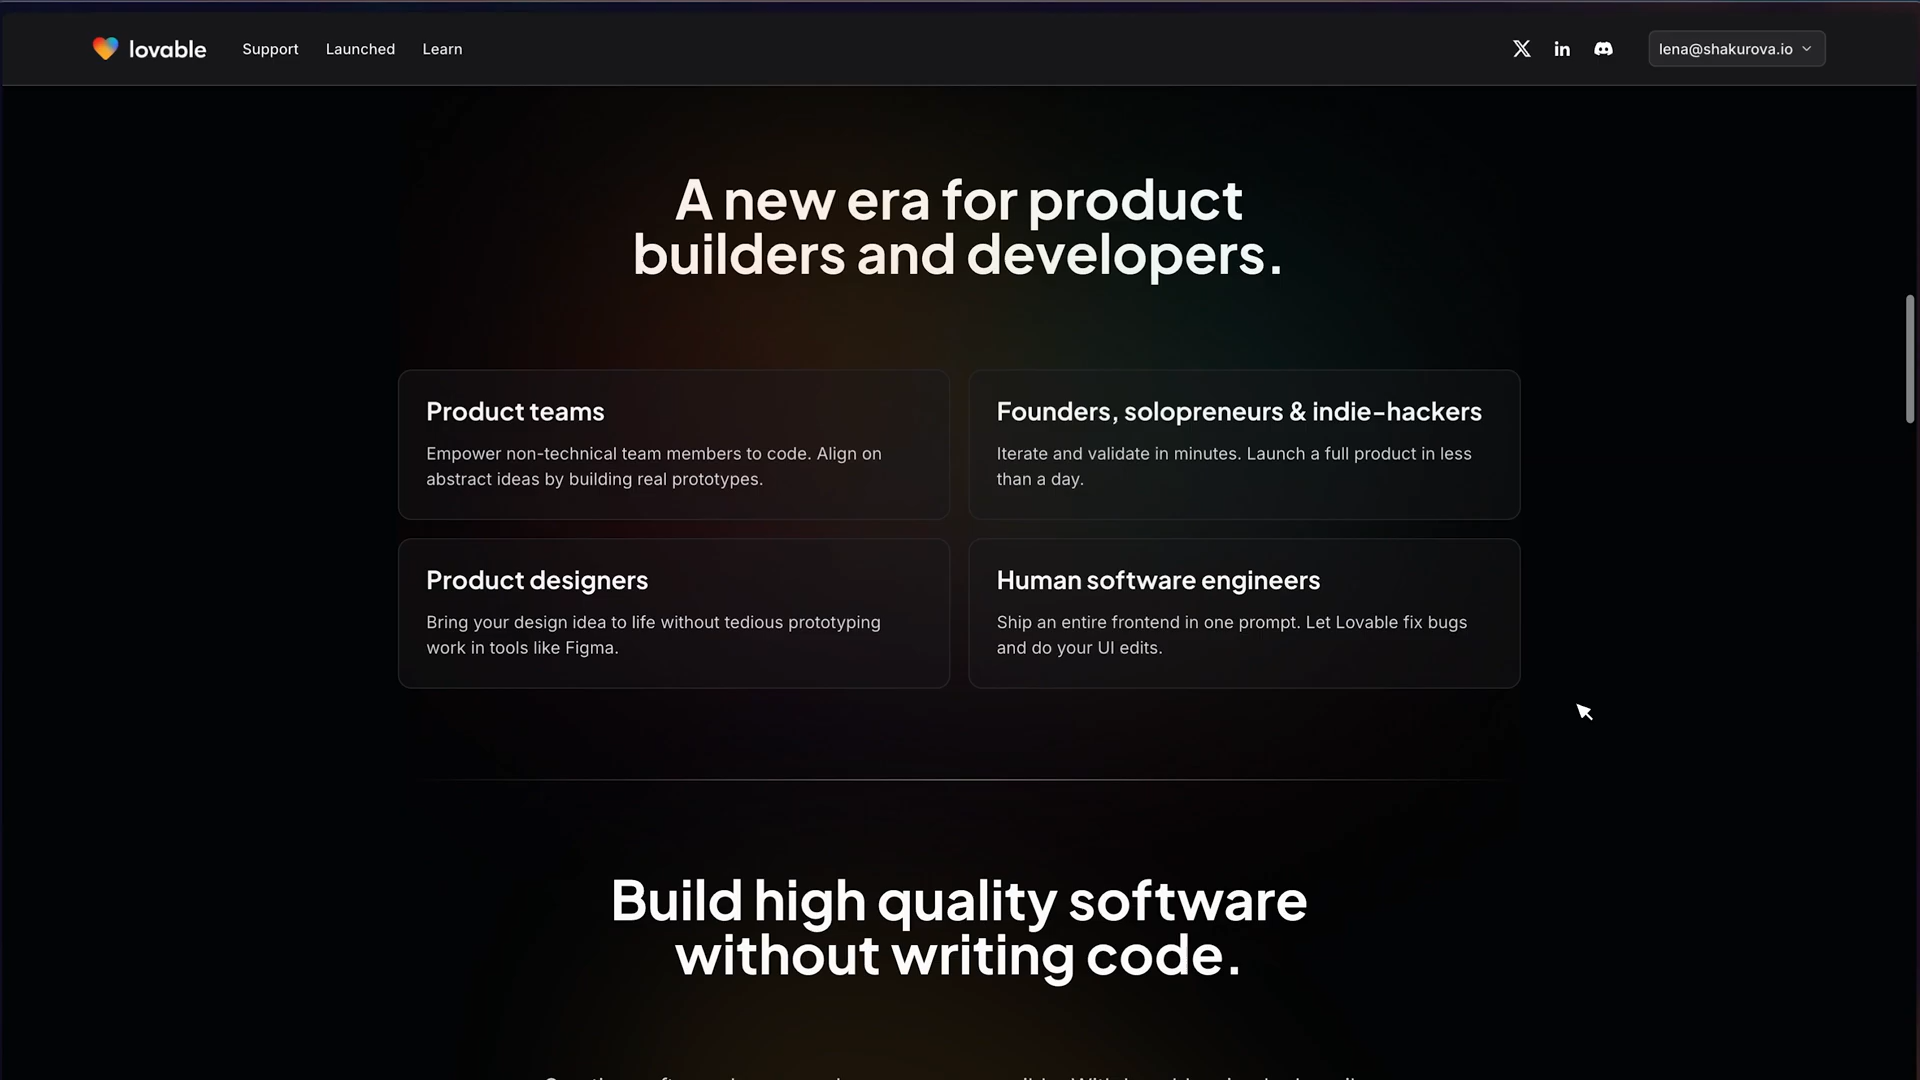 lovable
Support
Launched
Learn
lena@shakurova.io
A new era for product
builders and developers.
Product teams
Empower non-technical team members to code. Align on
abstract ideas by building real prototypes.
Founders, solopreneurs & indie-hackers
Iterate and validate in minutes. Launch a full product in less
than a day.
Product designers
Bring your design idea to life without tedious prototyping
work in tools like Figma.
Human software engineers
Ship an entire frontend in one prompt. Let Lovable fix bugs
and do your UI edits.
Build high quality software
without writing code.